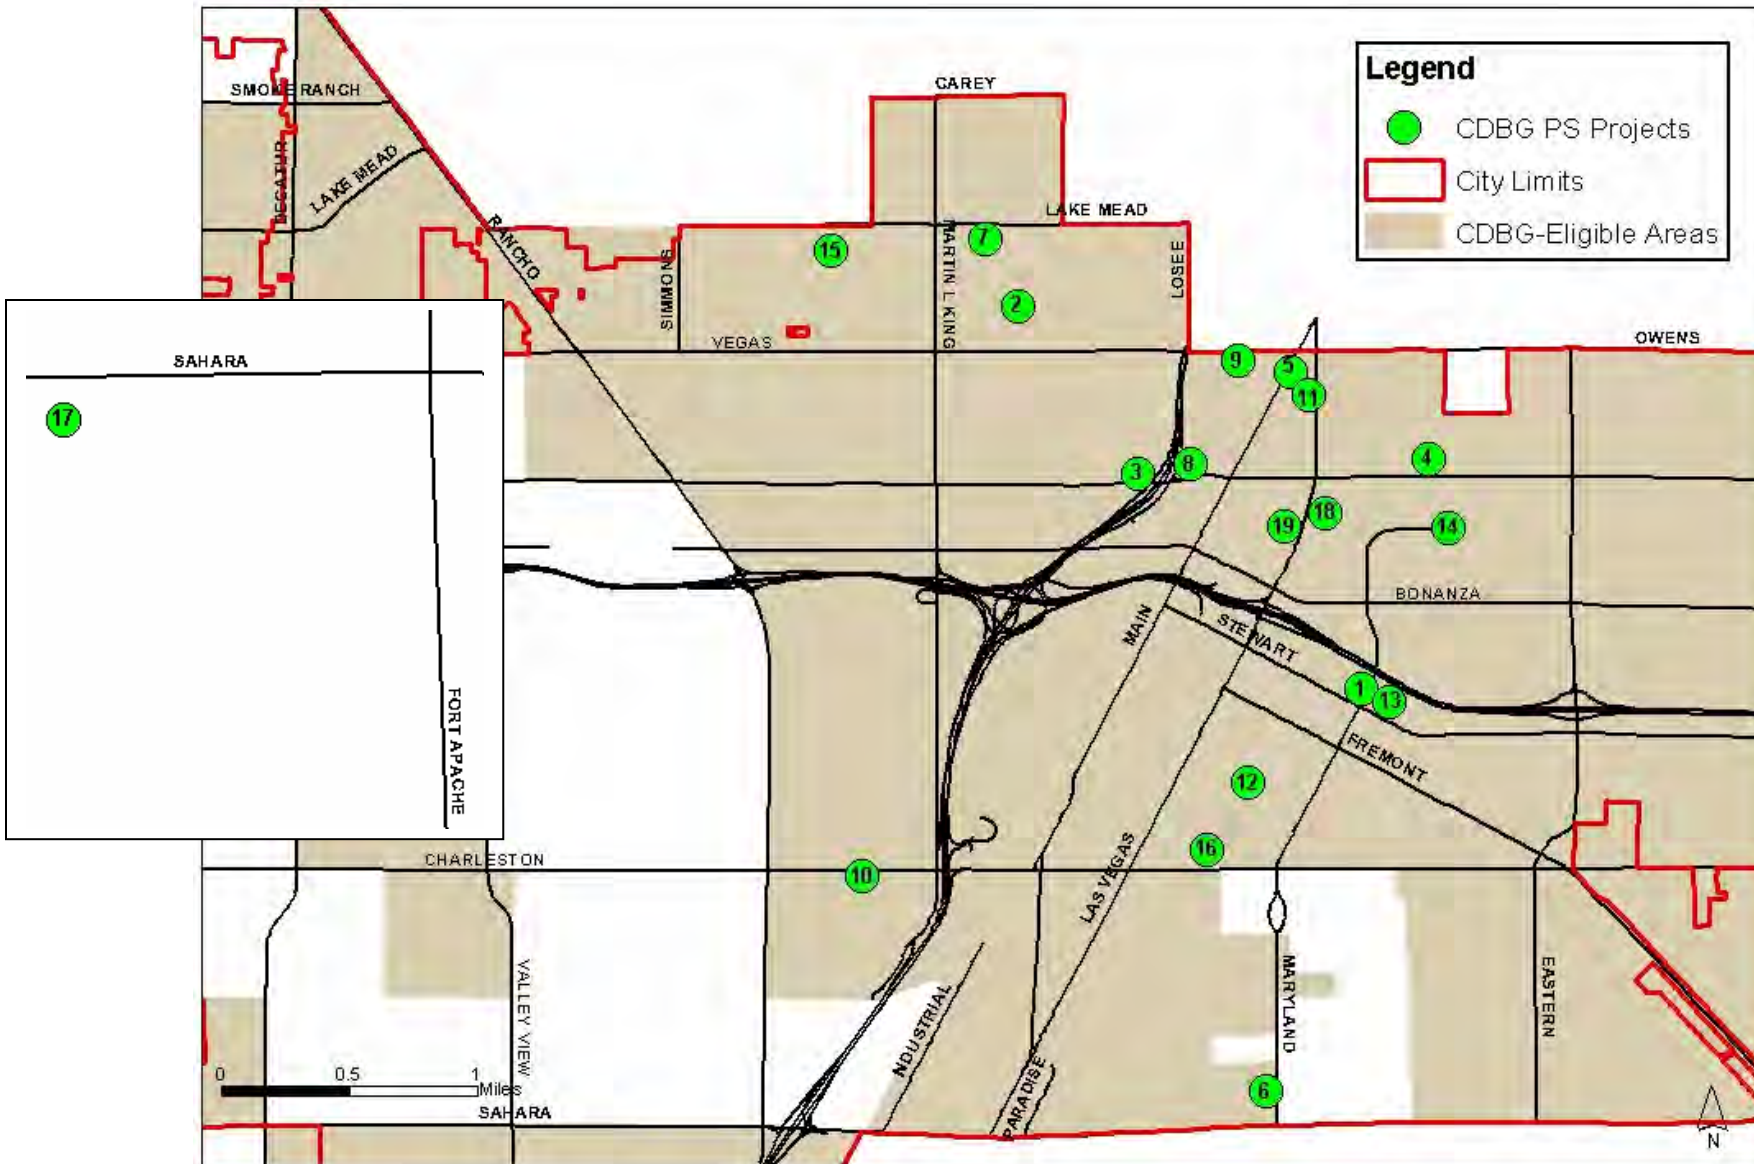 CAREY
Legend
CDBG PS Projects
City Limits
CDBG-Eligible Areas
SMOKE RANCH
DECATUR
LAKE MEAD
RANCHO
SIMMONS
MARTIN L KING
LAKE MEAD
LOSEE
15
7
2
VEGAS
OWENS
9
5
11
SAHARA
17
FORT APACHE
3
8
4
19
18
14
BONANZA
MAIN
STEWART
1
13
FREMONT
12
16
CHARLESTON
10
LAS VEGAS
VALLEY VIEW
NDUSTRIAL
PARADISE
MARYLAND
EASTERN
6
0
0.5
1
Miles
SAHARA
N